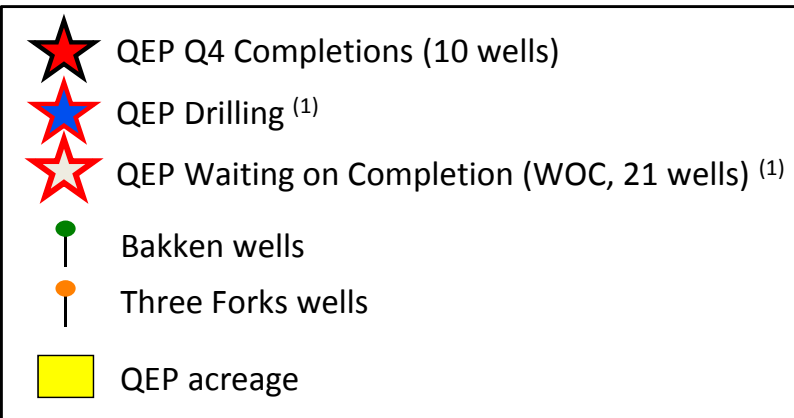 QEP Q4 Completions (10 wells)
QEP Drilling (1)
QEP Waiting on Completion (WOC, 21 wells) (1)
Bakken wells
Three Forks wells
QEP acreage